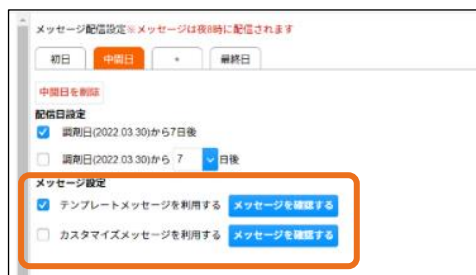 メッセージ配信設定※メッセージは夜8時に配信されます
初日 中間日 + 最終日
中間日を削除
配信日設定
調剤日(2022.03.30)から7日後
調剤日(2022.03.30)から 7 日後
メッセージ設定
テンプレートメッセージを利用する メッセージを確認する
カスタマイズメッセージを利用する メッセージを確認する